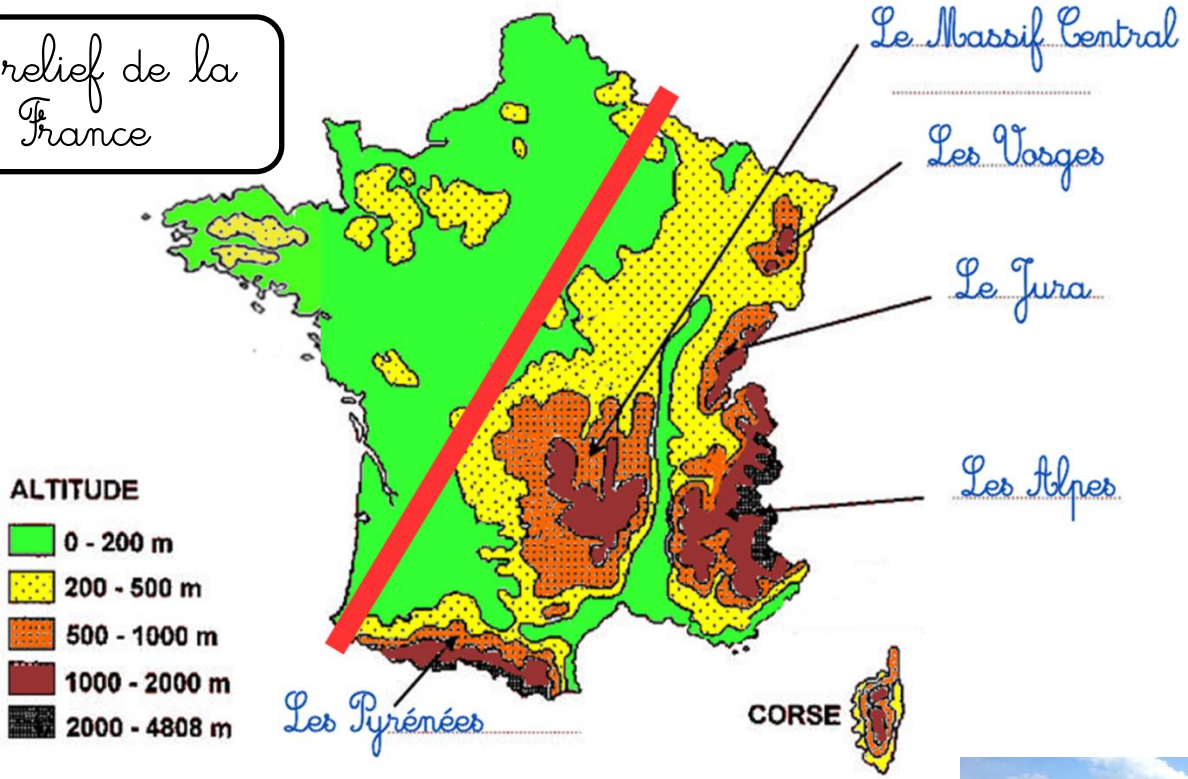 relief de la
France
Le Massif Central
Les Vosges
Le Jura
Les Alpes
ALTITUDE
0 - 200 m
200 - 500 m
500 - 1000 m
1000 - 2000 m
2000 - 4808 m
Les Pyrénées
CORSE